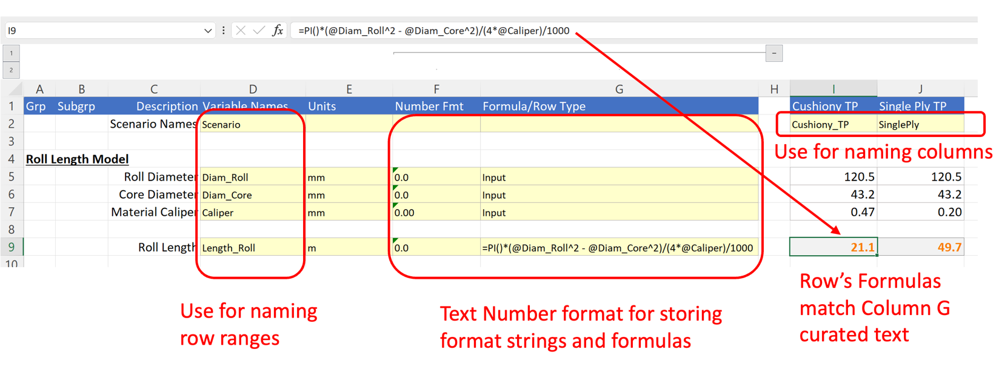 I9 =PI()*(@Diam_Roll^2 - @Diam_Core^2)/(4*@Caliper)/1000
1
2
A B C D E F G H I J
1 Grp Subgrp Description Variable Names Units Number Fmt Formula/Row Type Cushiony TP Single Ply TP
2 Scenario Names Scenario Cushiony_TP SinglePly
3
Use for naming columns
4 Roll Length Model
5 Roll Diameter Diam_Roll mm 0.0 Input 120.5 120.5
6 Core Diameter Diam_Core mm 0.0 Input 43.2 43.2
7 Material Caliper Caliper mm 0.00 Input 0.47 0.20
8
9 Roll Length Length_Roll m 0.0 =PI()*(@Diam_Roll^2 - @Diam_Core^2)/(4*@Caliper)/1000 21.1 49.7
10
Use for naming
row ranges
Text Number format for storing
format strings and formulas
Row’s Formulas
match Column G
curated text